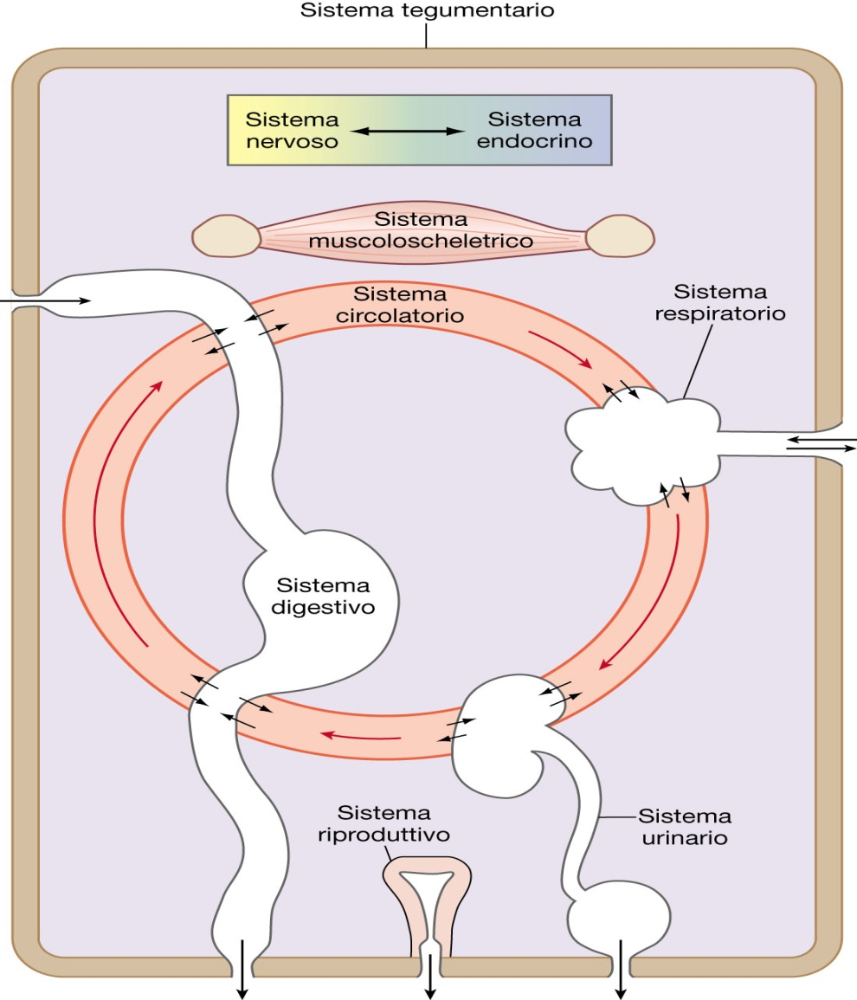 Sistema tegumentario
Sistema
nervoso
Sistema
endocrino
Sistema
muscoloscheletrico
Sistema
circolatorio
Sistema
respiratorio
Sistema
digestivo
Sistema
riproduttivo
Sistema
urinario